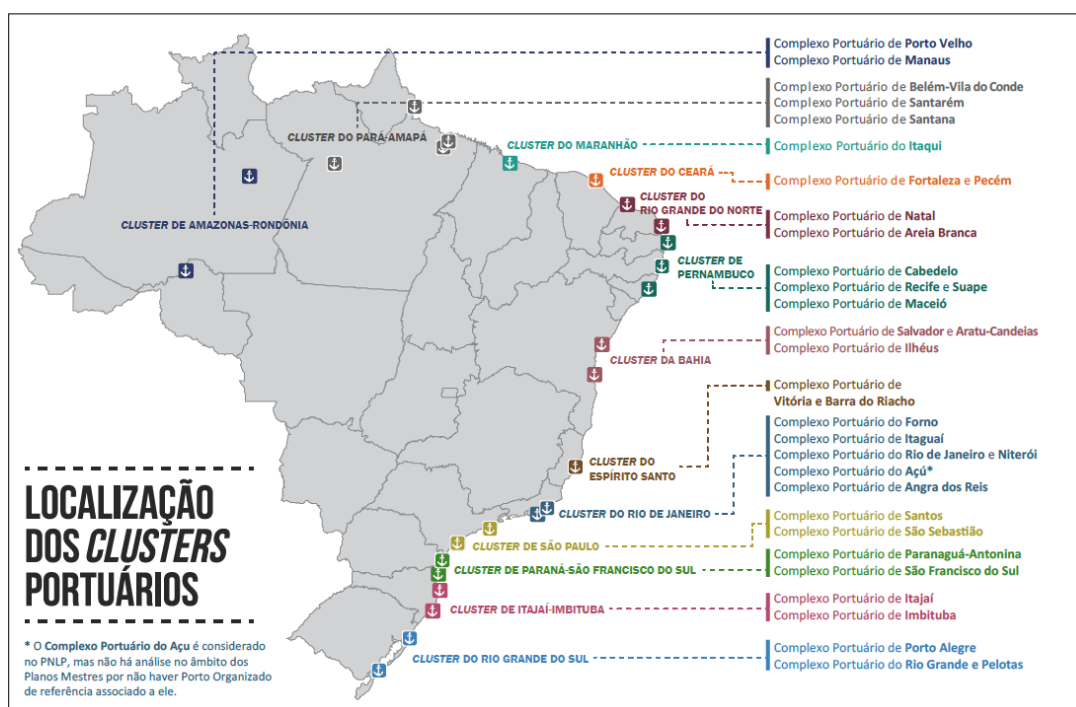 Complexo Portuário de Porto Velho
Complexo Portuário de Manaus
Complexo Portuário de Belém-Vila do Conde
Complexo Portuário de Santarém
Complexo Portuário de Santana
CLUSTER DO PARÁ-AMAPÁ
CLUSTER DO MARANHÃO
Complexo Portuário do Itaqui
CLUSTER DO CEARÁ
Complexo Portuário de Fortaleza e Pecém
CLUSTER DO
RIO GRANDE DO NORTE
Complexo Portuário de Natal
Complexo Portuário de Areia Branca
CLUSTER DE AMAZONAS-RONDÔNIA
CLUSTER DE
PERNAMBUCO
Complexo Portuário de Cabedelo
Complexo Portuário de Recife e Suape
Complexo Portuário de Maceió
Complexo Portuário de Salvador e Aratu-Candeias
Complexo Portuário de Ilhéus
CLUSTER DA BAHIA
Complexo Portuário de
Vitória e Barra do Riacho
CLUSTER DO
ESPÍRITO SANTO
Complexo Portuário do Forno
Complexo Portuário de Itaguaí
Complexo Portuário do Rio de Janeiro e Niterói
Complexo Portuário do Açú*
Complexo Portuário de Angra dos Reis
CLUSTER DO RIO DE JANEIRO
Complexo Portuário de Santos
Complexo Portuário de São Sebastião
CLUSTER DE SÃO PAULO
Complexo Portuário de Paranaguá-Antonina
Complexo Portuário de São Francisco do Sul
CLUSTER DE PARANÁ-SÃO FRANCISCO DO SUL
Complexo Portuário de Itajaí
Complexo Portuário de Imbituba
CLUSTER DE ITAJAÍ-IMBITUBA
Complexo Portuário de Porto Alegre
Complexo Portuário do Rio Grande e Pelotas
CLUSTER DO RIO GRANDE DO SUL
LOCALIZAÇÃO
DOS CLUSTERS
PORTUÁRIOS
* O Complexo Portuário do Açu é considerado
no PNLP, mas não há análise no âmbito dos
Planos Mestres por não haver Porto Organizado
de referência associado a ele.